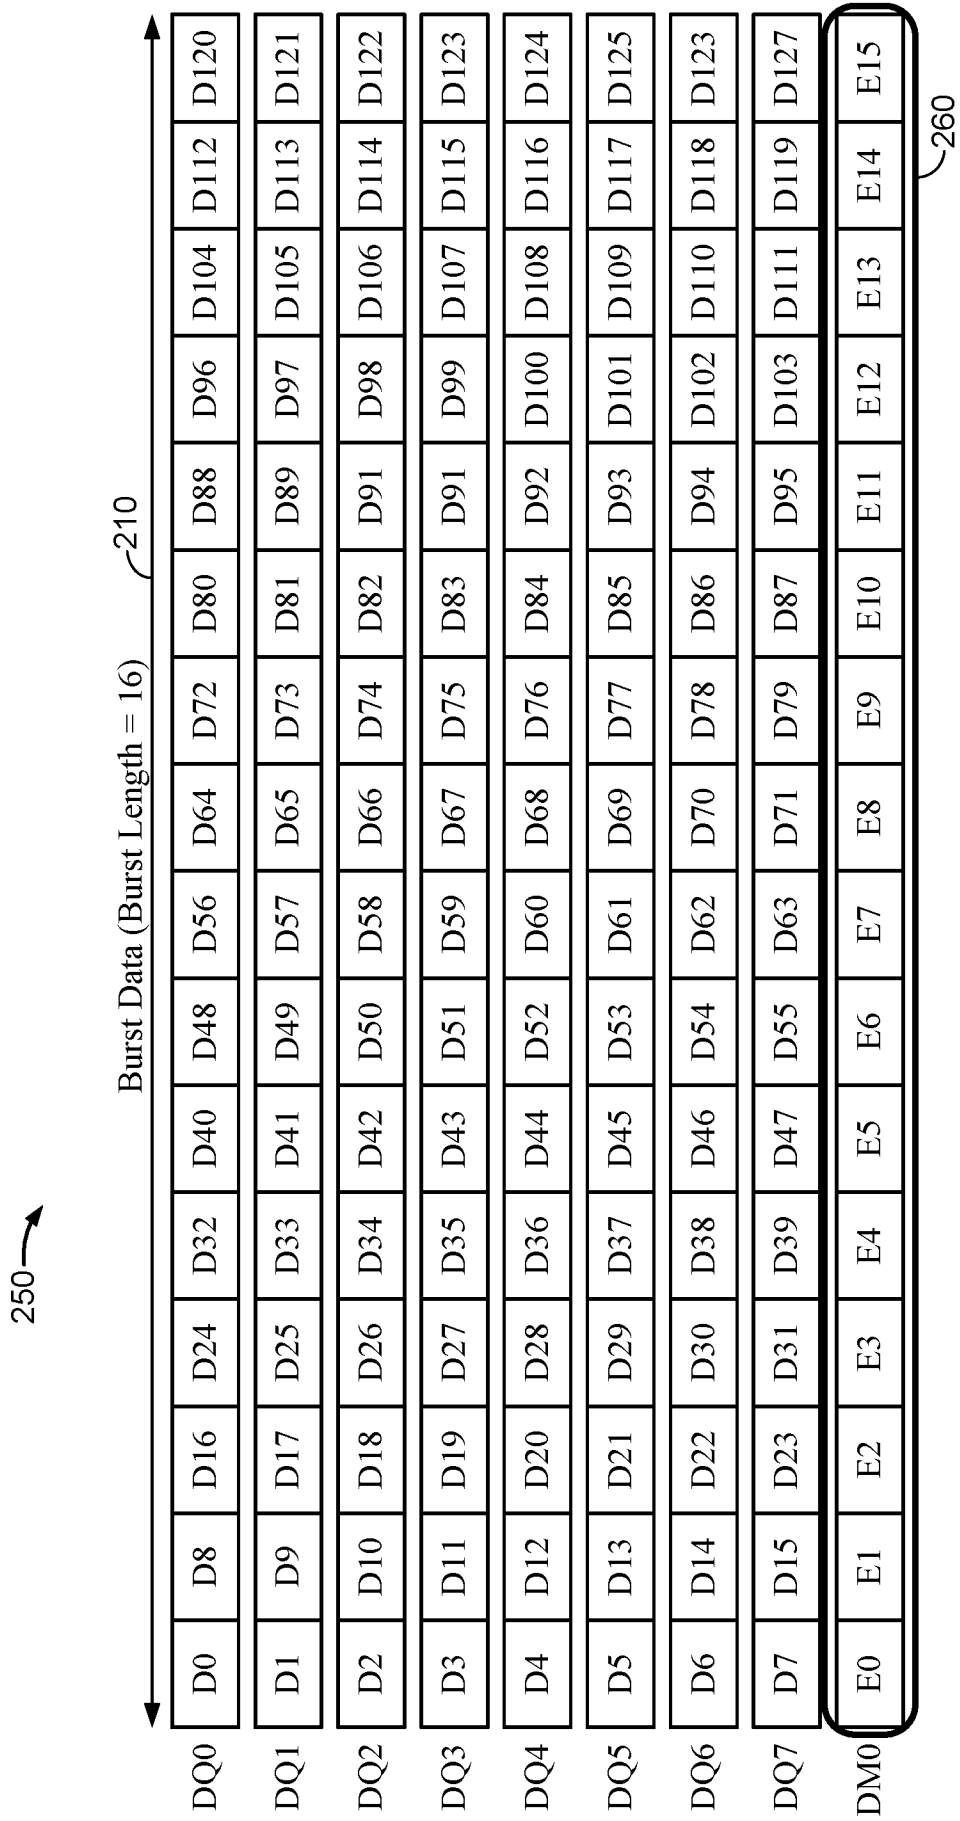 250
Burst Data (Burst Length = 16)
210
DQ0 D0 D8 D16 D24 D32 D40 D48 D56 D64 D72 D80 D88 D96 D104 D112 D120
DQ1 D1 D9 D17 D25 D33 D41 D49 D57 D65 D73 D81 D89 D97 D105 D113 D121
DQ2 D2 D10 D18 D26 D34 D42 D50 D58 D66 D74 D82 D91 D98 D106 D114 D122
DQ3 D3 D11 D19 D27 D35 D43 D51 D59 D67 D75 D83 D91 D99 D107 D115 D123
DQ4 D4 D12 D20 D28 D36 D44 D52 D60 D68 D76 D84 D92 D100 D108 D116 D124
DQ5 D5 D13 D21 D29 D37 D45 D53 D61 D69 D77 D85 D93 D101 D109 D117 D125
DQ6 D6 D14 D22 D30 D38 D46 D54 D62 D70 D78 D86 D94 D102 D110 D118 D123
DQ7 D7 D15 D23 D31 D39 D47 D55 D63 D71 D79 D87 D95 D103 D111 D119 D127
DM0 E0 E1 E2 E3 E4 E5 E6 E7 E8 E9 E10 E11 E12 E13 E14 E15
260